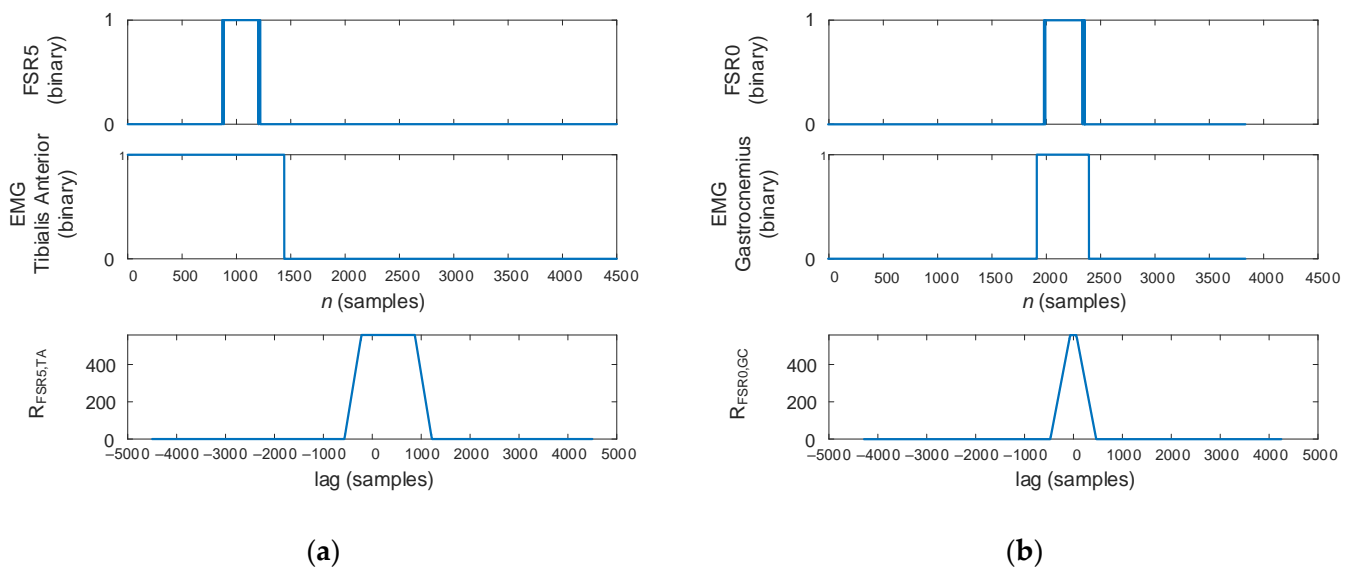 FSR5
(binary)
1
0
EMG
Tibialis Anterior
(binary)
1
0
0 500 1000 1500 2000 2500 3000 3500 4000 4500
n (samples)
R FSR5,TA
400
200
0
−5000 −4000 −3000 −2000 −1000 0 1000 2000 3000 4000 5000
lag (samples)
(a)
FSR0
(binary)
1
0
EMG
Gastrocnemius
(binary)
1
0
0 500 1000 1500 2000 2500 3000 3500 4000 4500
n (samples)
R FSR0,GC
400
200
0
−5000 −4000 −3000 −2000 −1000 0 1000 2000 3000 4000 5000
lag (samples)
(b)